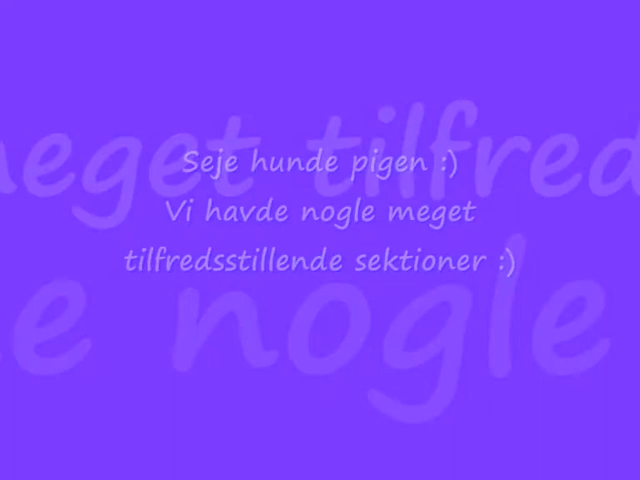 Seje hunde pigen :)
Vi havde nogle meget
tilfredsstillende sektioner :)